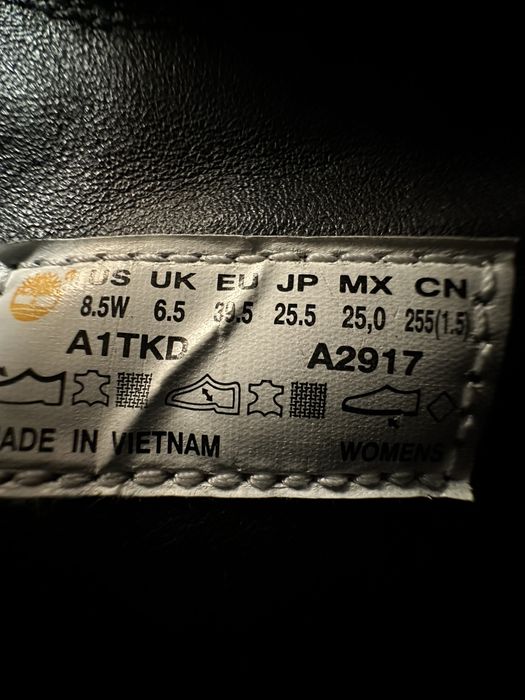 US UK EU JP MX CN
8.5W 6.5 39.5 25.5 25,0 255(1.5)
A1TKD A2917
MADE IN VIETNAM WOMENS